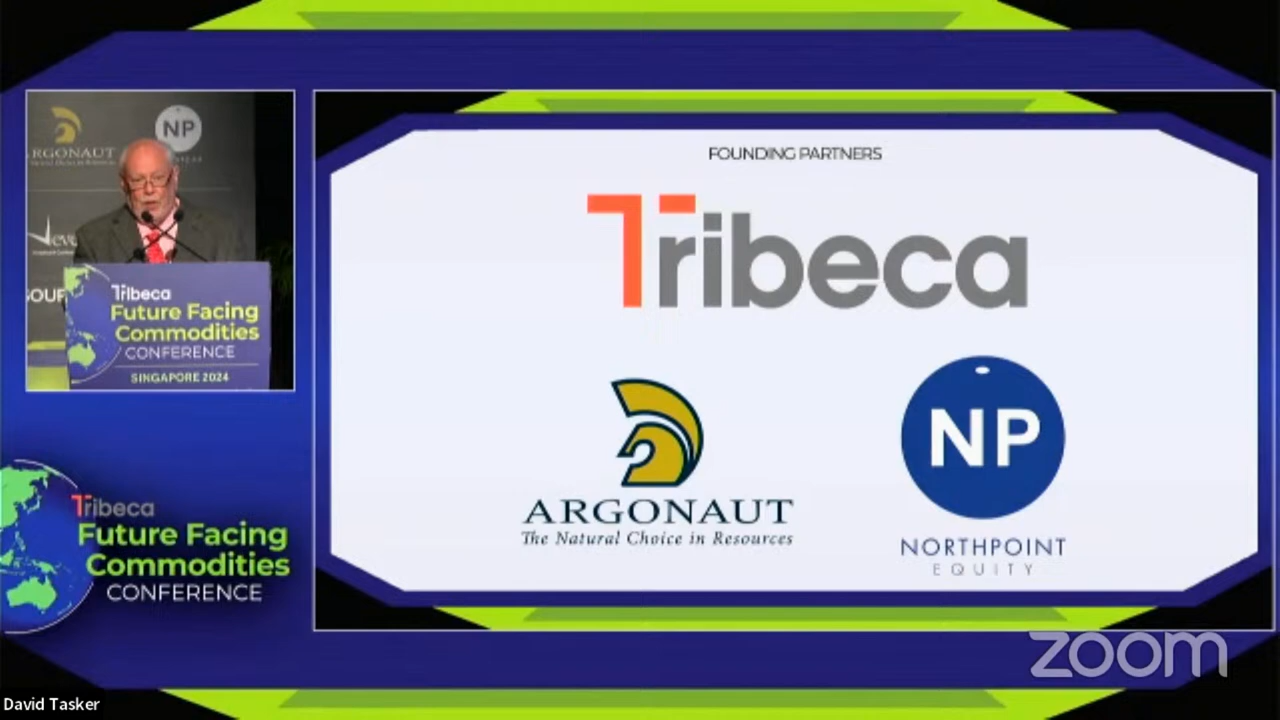 NP
ARGONAUT
Tribeca
Future Facing
Commodities
CONFERENCE
SINGAPORE 2024
FOUNDING PARTNERS
Tribeca
ARGONAUT
The Natural Choice in Resources
NP
NORTHPOINT
EQUITY
Tribeca
Future Facing
Commodities
CONFERENCE
zoom
David Tasker